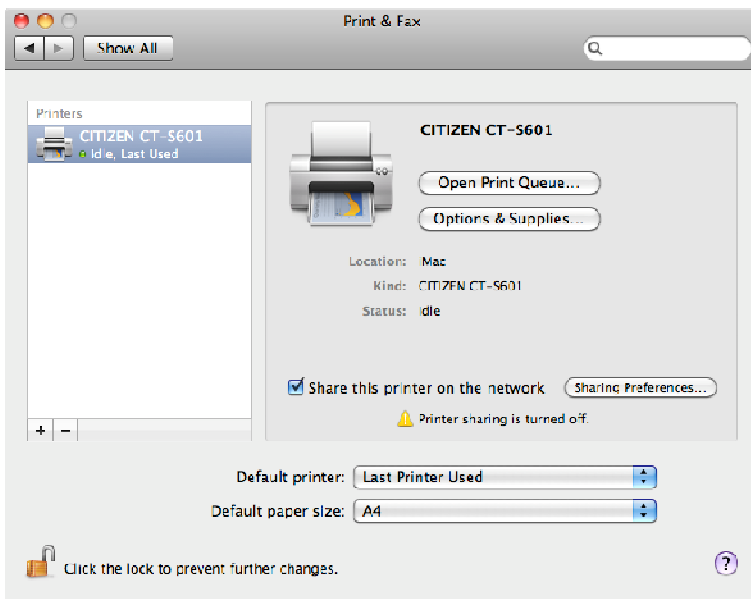 Print & Fax
Show All
Printers
CITIZEN CT-S601
Idle, Last Used
CITIZEN CT-S601
Open Print Queue...
Options & Supplies...
Location: Mac
Kind: CITIZEN CT-S601
Status: Idle
Share this printer on the network Sharing Preferences...
Printer sharing is turned off.
+ −
Default printer: Last Printer Used
Default paper size: A4
Click the lock to prevent further changes. ?